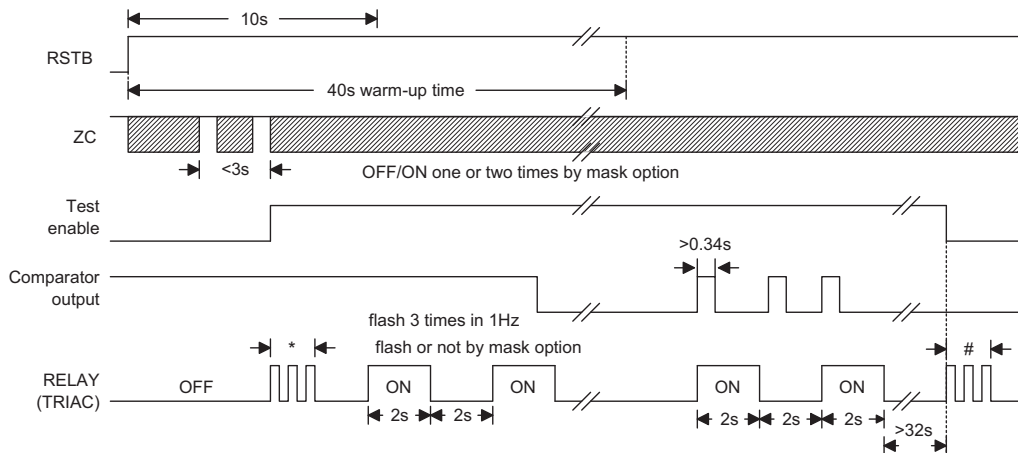 10s
RSTB
40s warm-up time
ZC
<3s
OFF/ON one or two times by mask option
Test
enable
>0.34s
Comparator
output
flash 3 times in 1Hz
*
flash or not by mask option
#
RELAY
(TRIAC)
OFF
ON
ON
ON
ON
2s
2s
2s
2s
2s
>32s